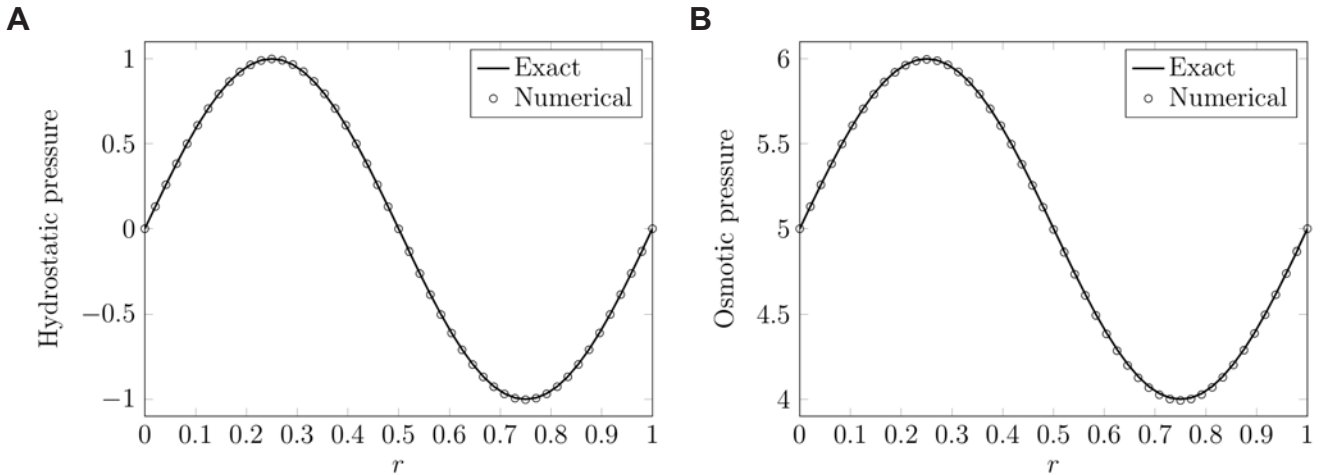 A
Hydrostatic pressure
1
0.5
0
−0.5
−1
0 0.1 0.2 0.3 0.4 0.5 0.6 0.7 0.8 0.9 1
r
Exact
Numerical
B
Osmotic pressure
6
5.5
5
4.5
4
0 0.1 0.2 0.3 0.4 0.5 0.6 0.7 0.8 0.9 1
r
Exact
Numerical